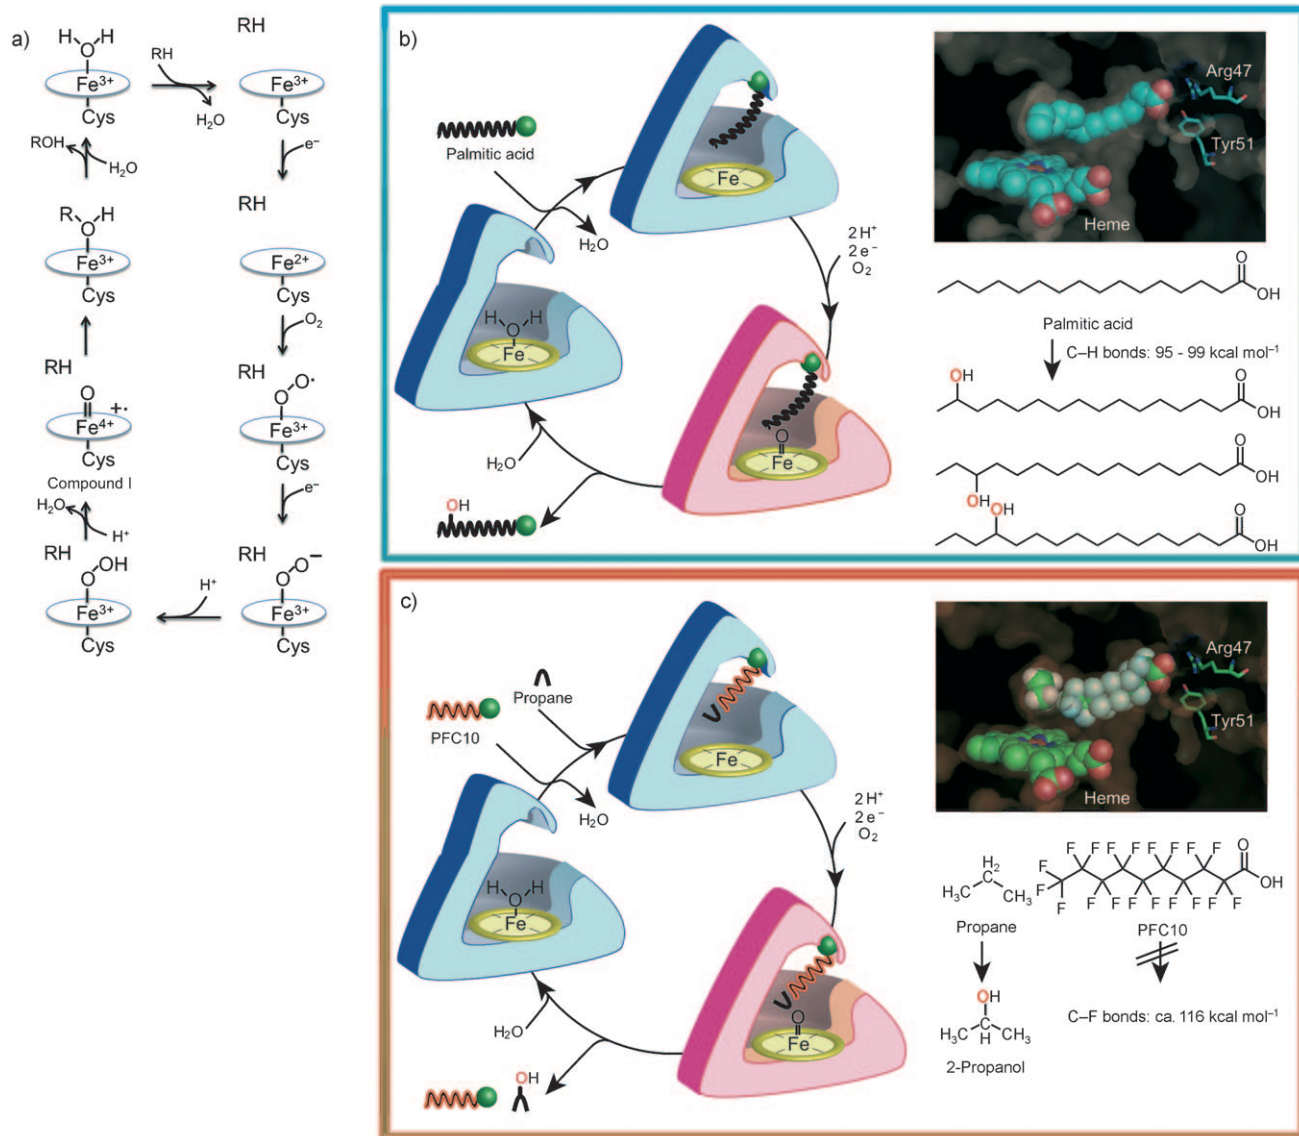 a)
RH
H H
O
Fe3+
Cys
RH
H2O
Fe3+
Cys
ROH
H2O
e–
R H
O
Fe3+
Cys
RH
Fe2+
Cys
O2
RH
O
+·
Fe4+
Cys
Compound I
RH
O O·
Fe3+
Cys
H2O
H+
e–
RH
O OH
Fe3+
Cys
H+
RH
O O–
Fe3+
Cys
b)
Palmitic acid
H2O
Fe
2H+
2e–
O2
H H
O
Fe
O
Fe
H2O
OH
Arg47
Tyr51
Heme
O
OH
Palmitic acid
C–H bonds: 95 - 99 kcal mol–1
OH
O
OH
O
OH
OH
OH
O
OH
c)
Propane
PFC10
H2O
Fe
2H+
2e–
O2
H H
O
Fe
O
Fe
H2O
OH
Arg47
Tyr51
Heme
H2
C
H3C CH3
Propane
F F F F F F F F F O
F
F OH
F F F F F F F F F
PFC10
OH
C
H3C H CH3
2-Propanol
C–F bonds: ca. 116 kcal mol–1